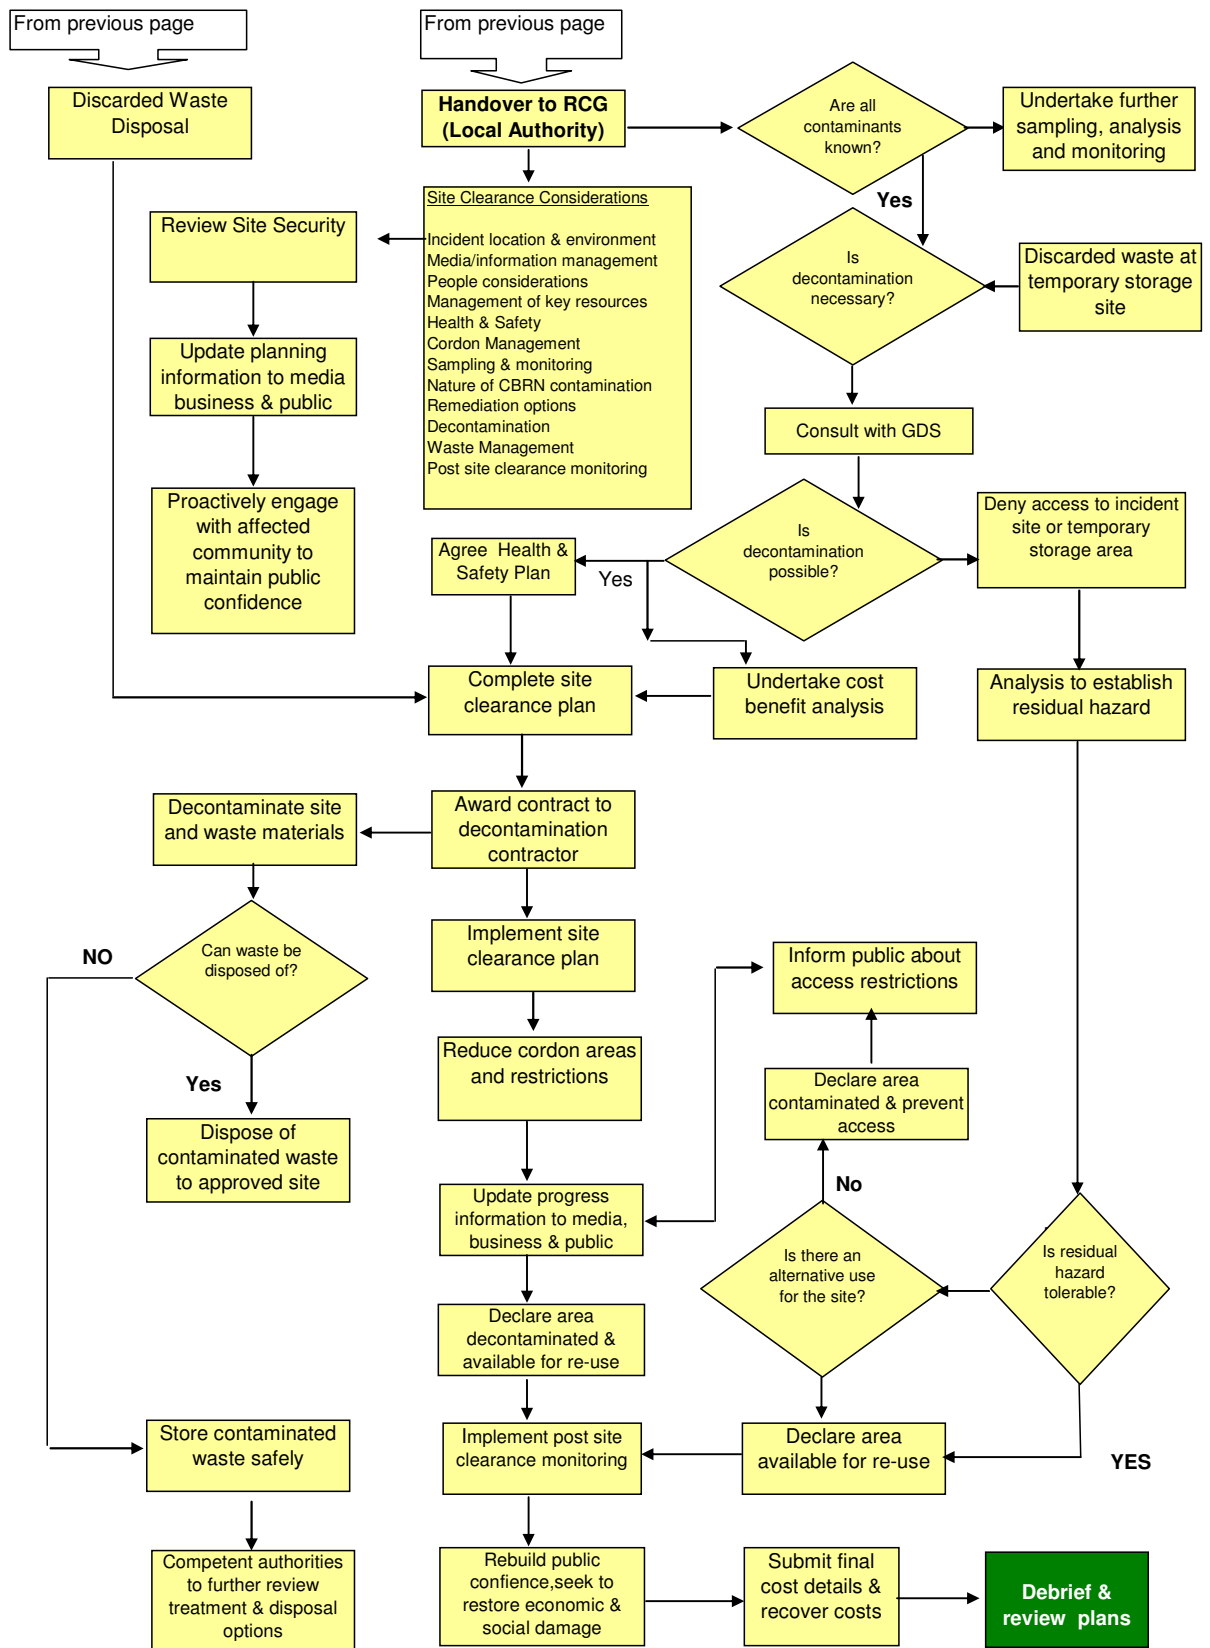 From previous page
From previous page
Discarded Waste
Disposal
Handover to RCG
(Local Authority)
Are all
contaminants
known?
Undertake further
sampling, analysis
and monitoring
Yes
Site Clearance Considerations
Incident location & environment
Media/information management
People considerations
Management of key resources
Health & Safety
Cordon Management
Sampling & monitoring
Nature of CBRN contamination
Remediation options
Decontamination
Waste Management
Post site clearance monitoring
Review Site Security
Is
decontamination
necessary?
Discarded waste at
temporary storage
site
Update planning
information to media
business & public
Consult with GDS
Proactively engage
with affected
community to
maintain public
confidence
Agree Health &
Safety Plan
Yes
Is
decontamination
possible?
Deny access to incident
site or temporary
storage area
Complete site
clearance plan
Undertake cost
benefit analysis
Analysis to establish
residual hazard
Decontaminate site
and waste materials
Award contract to
decontamination
contractor
NO
Can waste be
disposed of?
Implement site
clearance plan
Inform public about
access restrictions
Reduce cordon areas
and restrictions
Yes
Declare area
contaminated & prevent
access
Dispose of
contaminated waste
to approved site
No
Update progress
information to media,
business & public
Is there an
alternative use
for the site?
Is residual
hazard
tolerable?
Declare area
decontaminated &
available for re-use
Store contaminated
waste safely
Implement post site
clearance monitoring
Declare area
available for re-use
YES
Competent authorities
to further review
treatment & disposal
options
Rebuild public
confience,seek to
restore economic &
social damage
Submit final
cost details &
recover costs
Debrief &
review plans